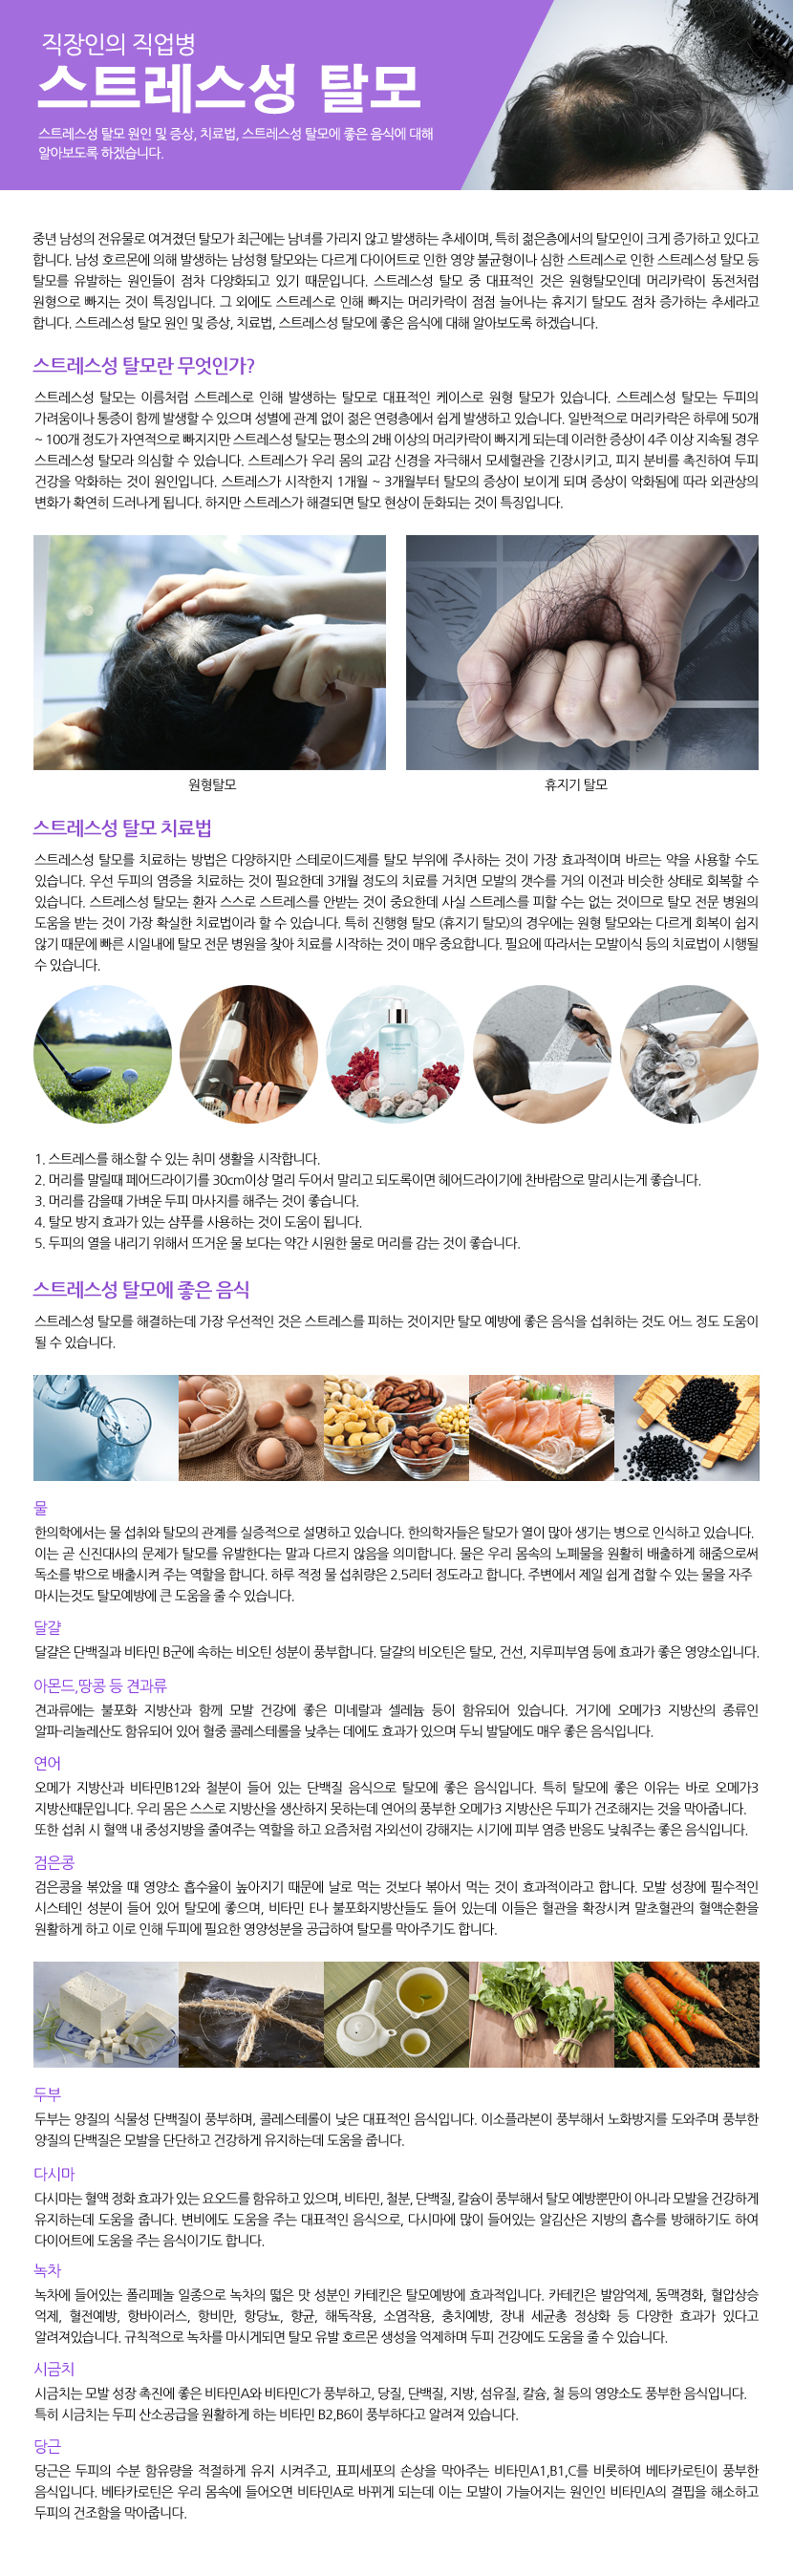 직장인의 직업병
스트레스성 탈모
스트레스성 탈모 원인 및 증상, 치료법, 스트레스성 탈모에 좋은 음식에 대해
알아보도록 하겠습니다.
중년 남성의 전유물로 여겨졌던 탈모가 최근에는 남녀를 가리지 않고 발생하는 추세이며, 특히 젊은층에서의 탈모인이 크게 증가하고 있다고
합니다. 남성 호르몬에 의해 발생하는 남성형 탈모와는 다르게 다이어트로 인한 영양 불균형이나 심한 스트레스로 인한 스트레스성 탈모 등
탈모를 유발하는 원인들이 점차 다양화되고 있기 때문입니다. 스트레스성 탈모 중 대표적인 것은 원형탈모인데 머리카락이 동전처럼
원형으로 빠지는 것이 특징입니다. 그 외에도 스트레스로 인해 빠지는 머리카락이 점점 늘어나는 휴지기 탈모도 점차 증가하는 추세라고
합니다. 스트레스성 탈모 원인 및 증상, 치료법, 스트레스성 탈모에 좋은 음식에 대해 알아보도록 하겠습니다.
스트레스성 탈모란 무엇인가?
스트레스성 탈모는 이름처럼 스트레스로 인해 발생하는 탈모로 대표적인 케이스로 원형 탈모가 있습니다. 스트레스성 탈모는 두피의
가려움이나 통증이 함께 발생할 수 있으며 성별에 관계 없이 젊은 연령층에서 쉽게 발생하고 있습니다. 일반적으로 머리카락은 하루에 50개
~ 100개 정도가 자연적으로 빠지지만 스트레스성 탈모는 평소의 2배 이상의 머리카락이 빠지게 되는데 이러한 증상이 4주 이상 지속될 경우
스트레스성 탈모라 의심할 수 있습니다. 스트레스가 우리 몸의 교감 신경을 자극해서 모세혈관을 긴장시키고, 피지 분비를 촉진하여 두피
건강을 악화하는 것이 원인입니다. 스트레스가 시작한지 1개월 ~ 3개월부터 탈모의 증상이 보이게 되며 증상이 악화됨에 따라 외관상의
변화가 확연히 드러나게 됩니다. 하지만 스트레스가 해결되면 탈모 현상이 둔화되는 것이 특징입니다.
원형탈모
휴지기 탈모
스트레스성 탈모 치료법
스트레스성 탈모를 치료하는 방법은 다양하지만 스테로이드제를 탈모 부위에 주사하는 것이 가장 효과적이며 바르는 약을 사용할 수도
있습니다. 우선 두피의 염증을 치료하는 것이 필요한데 3개월 정도의 치료를 거치면 모발의 갯수를 거의 이전과 비슷한 상태로 회복할 수
있습니다. 스트레스성 탈모는 환자 스스로 스트레스를 안받는 것이 중요한데 사실 스트레스를 피할 수는 없는 것이므로 탈모 전문 병원의
도움을 받는 것이 가장 확실한 치료법이라 할 수 있습니다. 특히 진행형 탈모 (휴지기 탈모)의 경우에는 원형 탈모와는 다르게 회복이 쉽지
않기 때문에 빠른 시일내에 탈모 전문 병원을 찾아 치료를 시작하는 것이 매우 중요합니다. 필요에 따라서는 모발이식 등의 치료법이 시행될
수 있습니다.
1. 스트레스를 해소할 수 있는 취미 생활을 시작합니다.
2. 머리를 말릴때 페어드라이기를 30cm이상 멀리 두어서 말리고 되도록이면 헤어드라이기에 찬바람으로 말리시는게 좋습니다.
3. 머리를 감을때 가벼운 두피 마사지를 해주는 것이 좋습니다.
4. 탈모 방지 효과가 있는 샴푸를 사용하는 것이 도움이 됩니다.
5. 두피의 열을 내리기 위해서 뜨거운 물 보다는 약간 시원한 물로 머리를 감는 것이 좋습니다.
스트레스성 탈모에 좋은 음식
스트레스성 탈모를 해결하는데 가장 우선적인 것은 스트레스를 피하는 것이지만 탈모 예방에 좋은 음식을 섭취하는 것도 어느 정도 도움이
될 수 있습니다.
물
한의학에서는 물 섭취와 탈모의 관계를 실증적으로 설명하고 있습니다. 한의학자들은 탈모가 열이 많아 생기는 병으로 인식하고 있습니다.
이는 곧 신진대사의 문제가 탈모를 유발한다는 말과 다르지 않음을 의미합니다. 물은 우리 몸속의 노폐물을 원활히 배출하게 해줌으로써
독소를 밖으로 배출시켜 주는 역할을 합니다. 하루 적정 물 섭취량은 2.5리터 정도라고 합니다. 주변에서 제일 쉽게 접할 수 있는 물을 자주
마시는것도 탈모예방에 큰 도움을 줄 수 있습니다.
달걀
달걀은 단백질과 비타민 B군에 속하는 비오틴 성분이 풍부합니다. 달걀의 비오틴은 탈모, 건선, 지루피부염 등에 효과가 좋은 영양소입니다.
아몬드,땅콩 등 견과류
견과류에는 불포화 지방산과 함께 모발 건강에 좋은 미네랄과 셀레늄 등이 함유되어 있습니다. 거기에 오메가3 지방산의 종류인
알파-리놀레산도 함유되어 있어 혈중 콜레스테롤을 낮추는 데에도 효과가 있으며 두뇌 발달에도 매우 좋은 음식입니다.
연어
오메가 지방산과 비타민B12와 철분이 들어 있는 단백질 음식으로 탈모에 좋은 음식입니다. 특히 탈모에 좋은 이유는 바로 오메가3
지방산때문입니다. 우리 몸은 스스로 지방산을 생산하지 못하는데 연어의 풍부한 오메가3 지방산은 두피가 건조해지는 것을 막아줍니다.
또한 섭취 시 혈액 내 중성지방을 줄여주는 역할을 하고 요즘처럼 자외선이 강해지는 시기에 피부 염증 반응도 낮춰주는 좋은 음식입니다.
검은콩
검은콩을 볶았을 때 영양소 흡수율이 높아지기 때문에 날로 먹는 것보다 볶아서 먹는 것이 효과적이라고 합니다. 모발 성장에 필수적인
시스테인 성분이 들어 있어 탈모에 좋으며, 비타민 E나 불포화지방산들도 들어 있는데 이들은 혈관을 확장시켜 말초혈관의 혈액순환을
원활하게 하고 이로 인해 두피에 필요한 영양성분을 공급하여 탈모를 막아주기도 합니다.
두부
두부는 양질의 식물성 단백질이 풍부하며, 콜레스테롤이 낮은 대표적인 음식입니다. 이소플라본이 풍부해서 노화방지를 도와주며 풍부한
양질의 단백질은 모발을 단단하고 건강하게 유지하는데 도움을 줍니다.
다시마
다시마는 혈액 정화 효과가 있는 요오드를 함유하고 있으며, 비타민, 철분, 단백질, 칼슘이 풍부해서 탈모 예방뿐만이 아니라 모발을 건강하게
유지하는데 도움을 줍니다. 변비에도 도움을 주는 대표적인 음식으로, 다시마에 많이 들어있는 알김산은 지방의 흡수를 방해하기도 하여
다이어트에 도움을 주는 음식이기도 합니다.
녹차
녹차에 들어있는 폴리페놀 일종으로 녹차의 떫은 맛 성분인 카테킨은 탈모예방에 효과적입니다. 카테킨은 발암억제, 동맥경화, 혈압상승
억제, 혈전예방, 항바이러스, 항비만, 항당뇨, 향균, 해독작용, 소염작용, 충치예방, 장내 세균총 정상화 등 다양한 효과가 있다고
알려져있습니다. 규칙적으로 녹차를 마시게되면 탈모 유발 호르몬 생성을 억제하며 두피 건강에도 도움을 줄 수 있습니다.
시금치
시금치는 모발 성장 촉진에 좋은 비타민A와 비타민C가 풍부하고, 당질, 단백질, 지방, 섬유질, 칼슘, 철 등의 영양소도 풍부한 음식입니다.
특히 시금치는 두피 산소공급을 원활하게 하는 비타민 B2,B6이 풍부하다고 알려져 있습니다.
당근
당근은 두피의 수분 함유량을 적절하게 유지 시켜주고, 표피세포의 손상을 막아주는 비타민A1,B1,C를 비롯하여 베타카로틴이 풍부한
음식입니다. 베타카로틴은 우리 몸속에 들어오면 비타민A로 바뀌게 되는데 이는 모발이 가늘어지는 원인인 비타민A의 결핍을 해소하고
두피의 건조함을 막아줍니다.